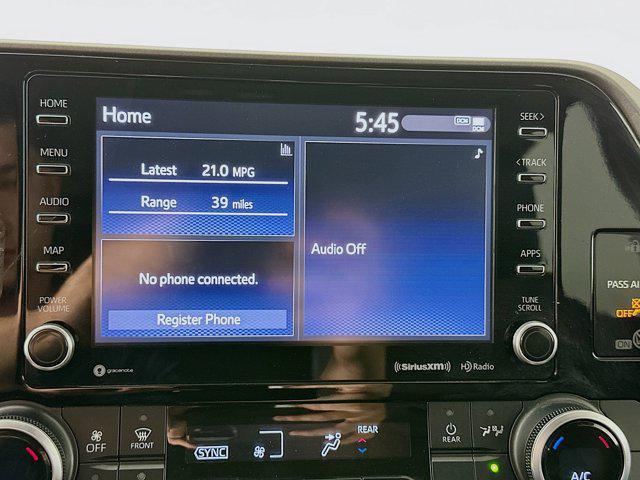 HOME
MENU
AUDIO
MAP
POWER
VOLUME
Home
5:45
DCM
DCM
Latest 21.0 MPG
Range 39 miles
No phone connected.
Register Phone
Audio Off
SEEK>
<TRACK
PHONE
APPS
TUNE
SCROLL
gracenote
SiriusXM
HD Radio
PASS AI
OFF
ON
OFF
FRONT
SYNC
REAR
REAR
A/C